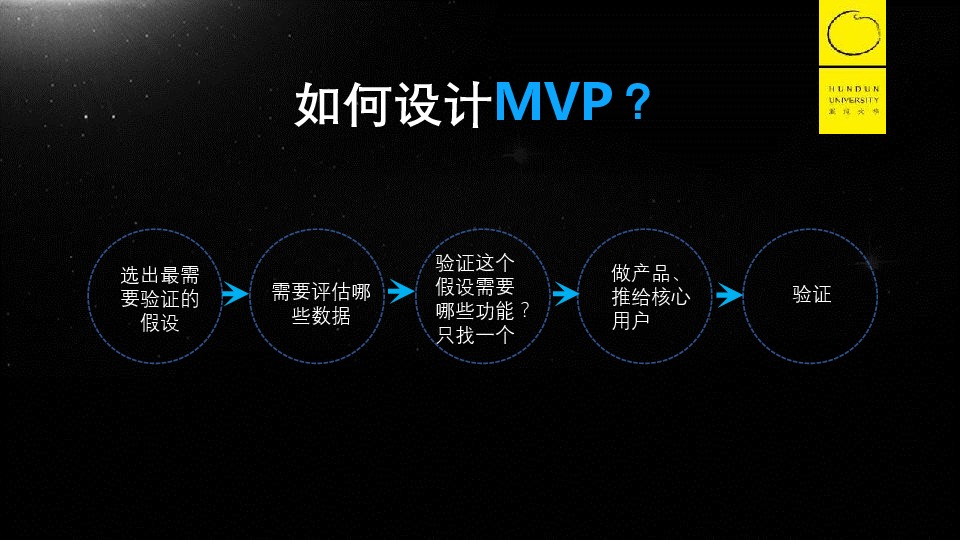 如何设计MVP？
HUNDUN
UNIVERSITY
混沌大学
选出最需
要验证的
假设
需要评估哪
些数据
验证这个
假设需要
哪些功能？
只找一个
做产品、
推给核心
用户
验证